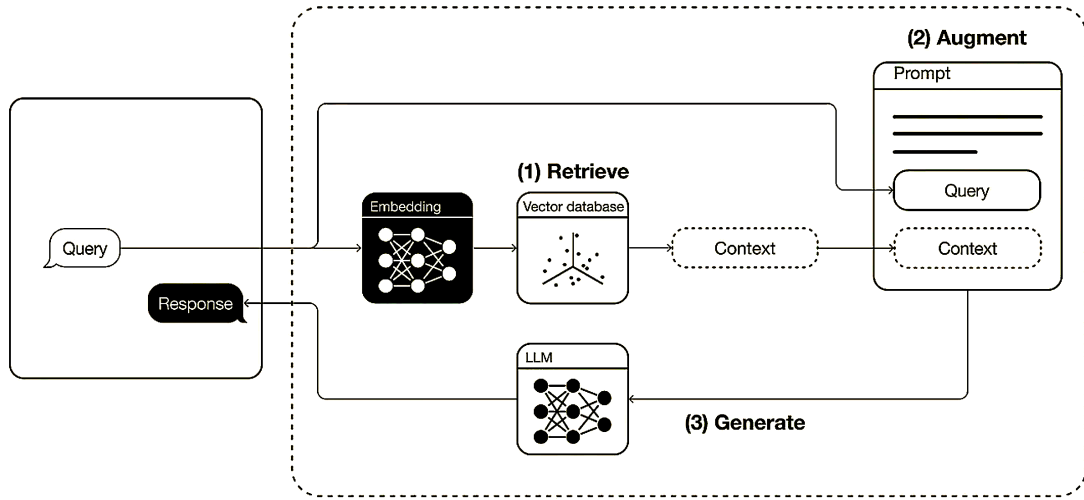 (2) Augment
Prompt
(1) Retrieve
Query
Embedding
Vector database
Query
Context
Context
Response
LLM
(3) Generate